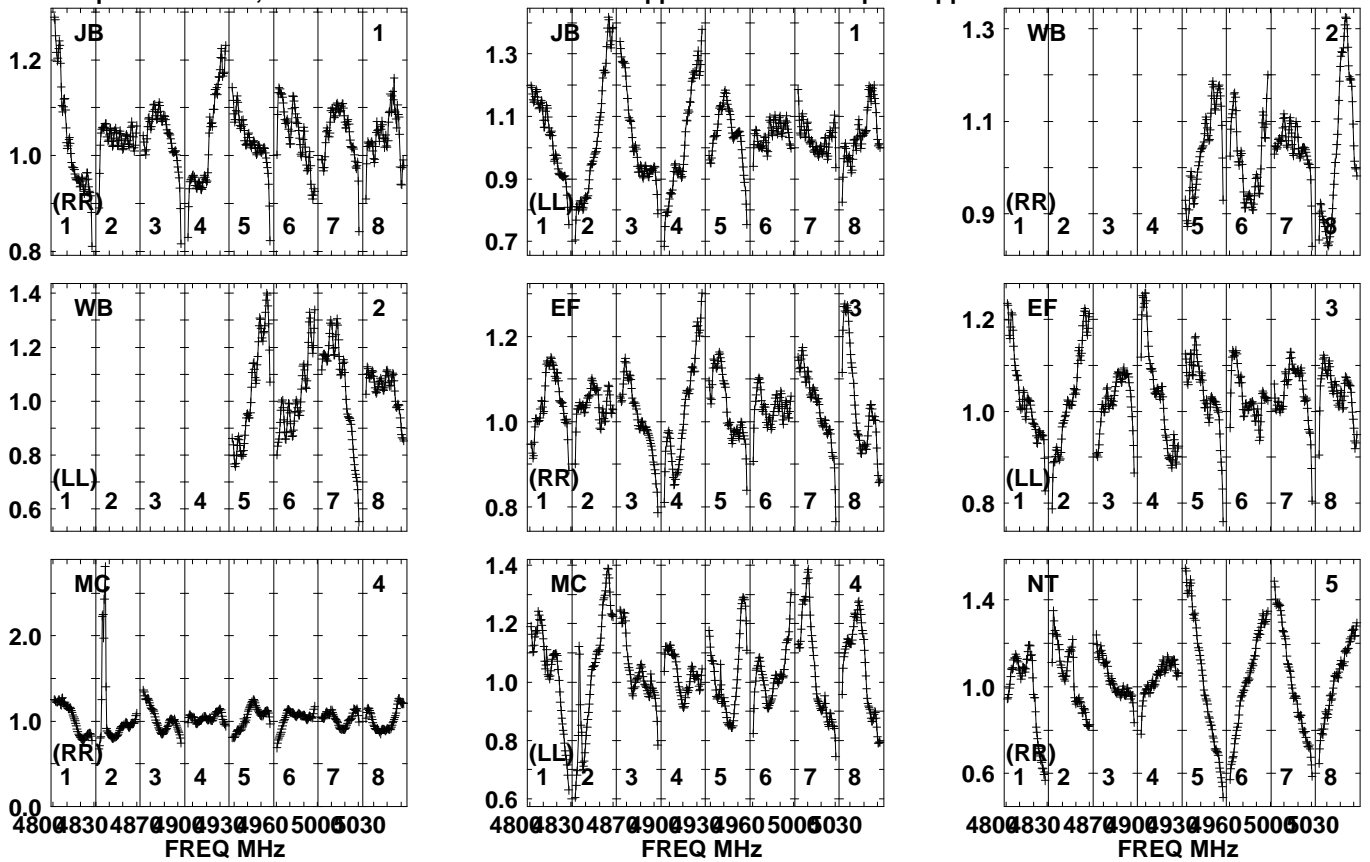 JB 1
1.2
1.0
0.8
(RR)
1 2 3 4 5 6 7 8
JB 1
1.3
1.1
0.9
0.7
(LL)
1 2 3 4 5 6 7 8
WB 2
1.3
1.1
0.9
(RR)
1 2 3 4 5 6 7 8
WB 2
1.4
1.2
1.0
0.8
0.6
(LL)
1 2 3 4 5 6 7 8
EF 3
1.2
1.0
0.8
(RR)
1 2 3 4 5 6 7 8
EF 3
1.2
1.0
0.8
(LL)
1 2 3 4 5 6 7 8
MC 4
2.0
1.0
0.0
(RR)
1 2 3 4 5 6 7 8
4800 4830 4870 4900 4930 4960 5000 5030
FREQ MHz
MC 4
1.4
1.2
1.0
0.8
0.6
(LL)
1 2 3 4 5 6 7 8
4800 4830 4870 4900 4930 4960 5000 5030
FREQ MHz
NT 5
1.4
1.0
0.6
(RR)
1 2 3 4 5 6 7 8
4800 4830 4870 4900 4930 4960 5000 5030
FREQ MHz